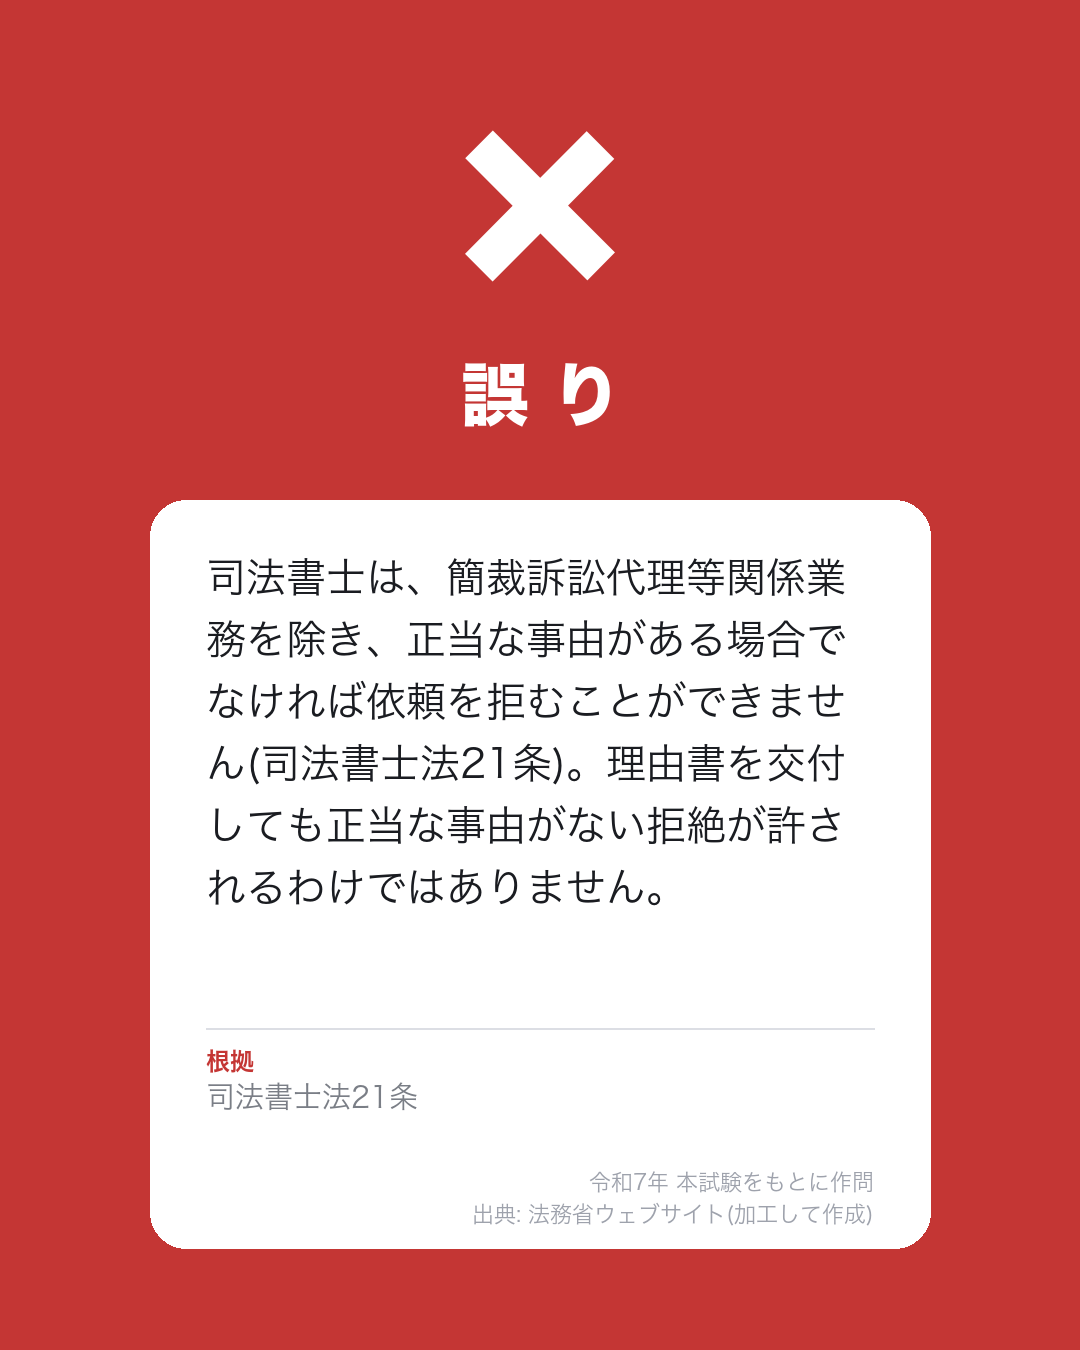 誤り
司法書士は、簡裁訴訟代理等関係業
務を除き、正当な事由がある場合で
なければ依頼を拒むことができませ
ん(司法書士法21条)。理由書を交付
しても正当な事由がない拒絶が許さ
れるわけではありません。
根拠
司法書士法21条
令和7年 本試験をもとに作問
出典: 法務省ウェブサイト(加工して作成)